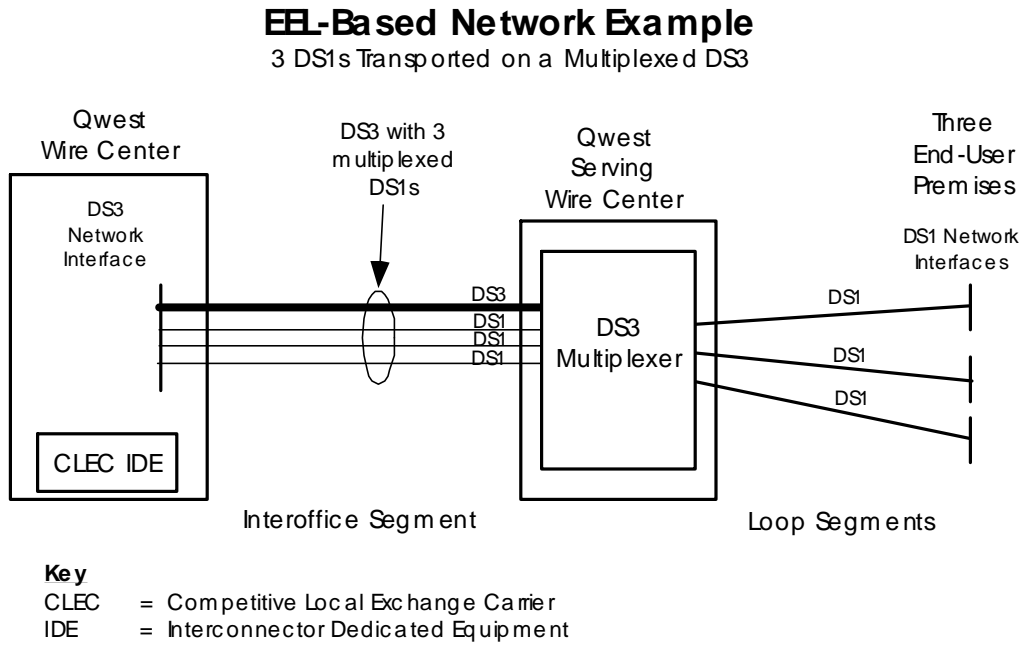 EEL-Based Network Example
3 DS1s Transported on a Multiplexed DS3
Qwest
Wire Center
DS3 with 3
multiplexed
DS1s
Qwest
Serving
Wire Center
Three
End-User
Premises
DS3
Network
Interface
DS1 Network
Interfaces
DS3
DS1
DS1
DS1
DS3
Multiplexer
DS1
DS1
DS1
CLEC IDE
Interoffice Segment
Loop Segments
Key
CLEC = Competitive Local Exchange Carrier
IDE = Interconnector Dedicated Equipment